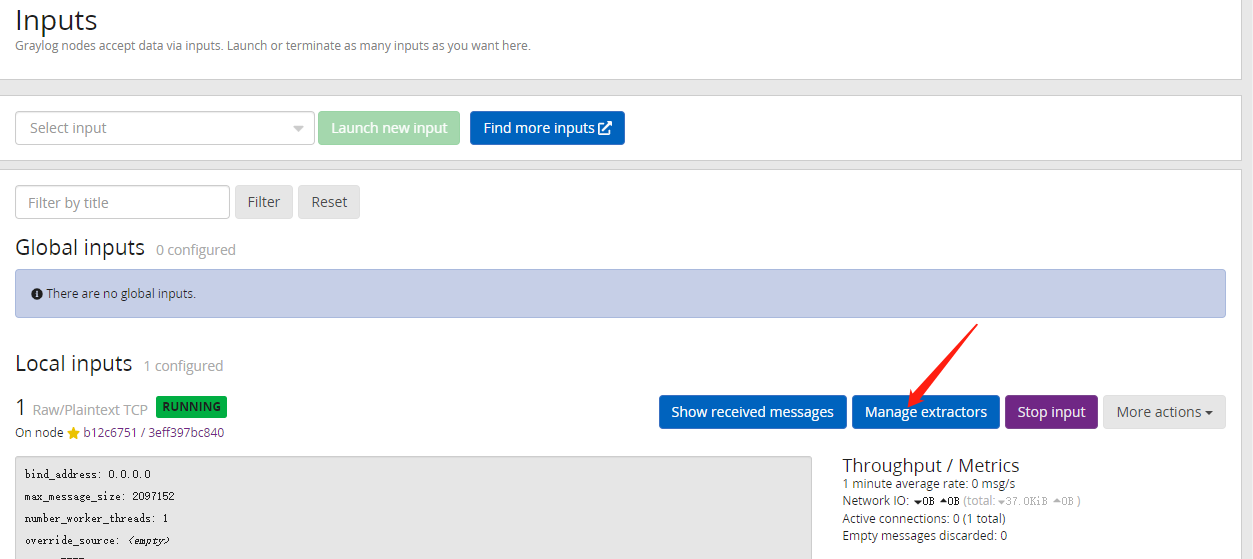 Inputs
Graylog nodes accept data via inputs. Launch or terminate as many inputs as you want here.
Select input Launch new input Find more inputs
Filter by title Filter Reset
Global inputs 0 configured
There are no global inputs.
Local inputs 1 configured
1 Raw/Plaintext TCP RUNNING Show received messages Manage extractors Stop input More actions
On node b12c6751 / 3eff397bc840
bind_address: 0.0.0.0
max_message_size: 2097152
number_worker_threads: 1
override_source: <empty>
Throughput / Metrics
1 minute average rate: 0 msg/s
Network IO: 0B 0B (total: 37.0KiB 0B )
Active connections: 0 (1 total)
Empty messages discarded: 0